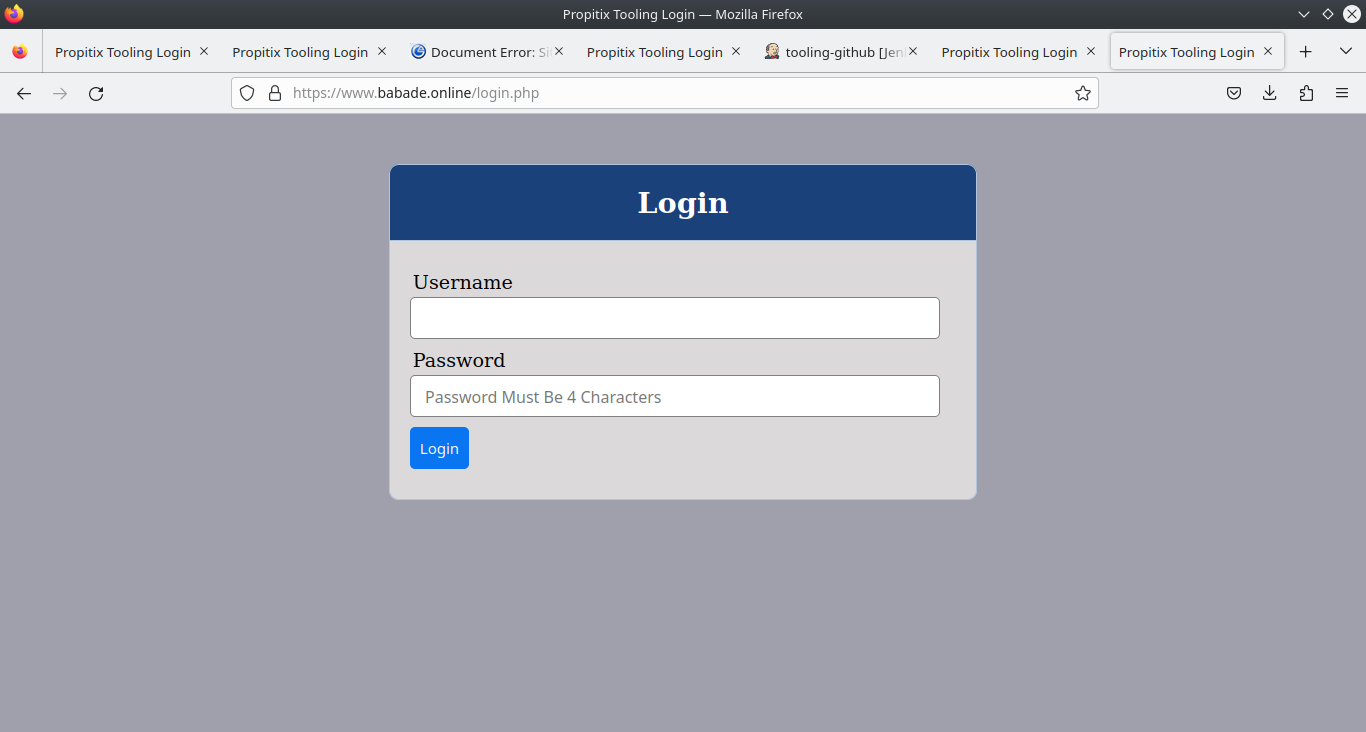 Propitix Tooling Login — Mozilla Firefox
Propitix Tooling Login
Propitix Tooling Login
Document Error: Sit
Propitix Tooling Login
tooling-github [Jen
Propitix Tooling Login
Propitix Tooling Login
https://www.babade.online/login.php
Login
Username
Password
Password Must Be 4 Characters
Login